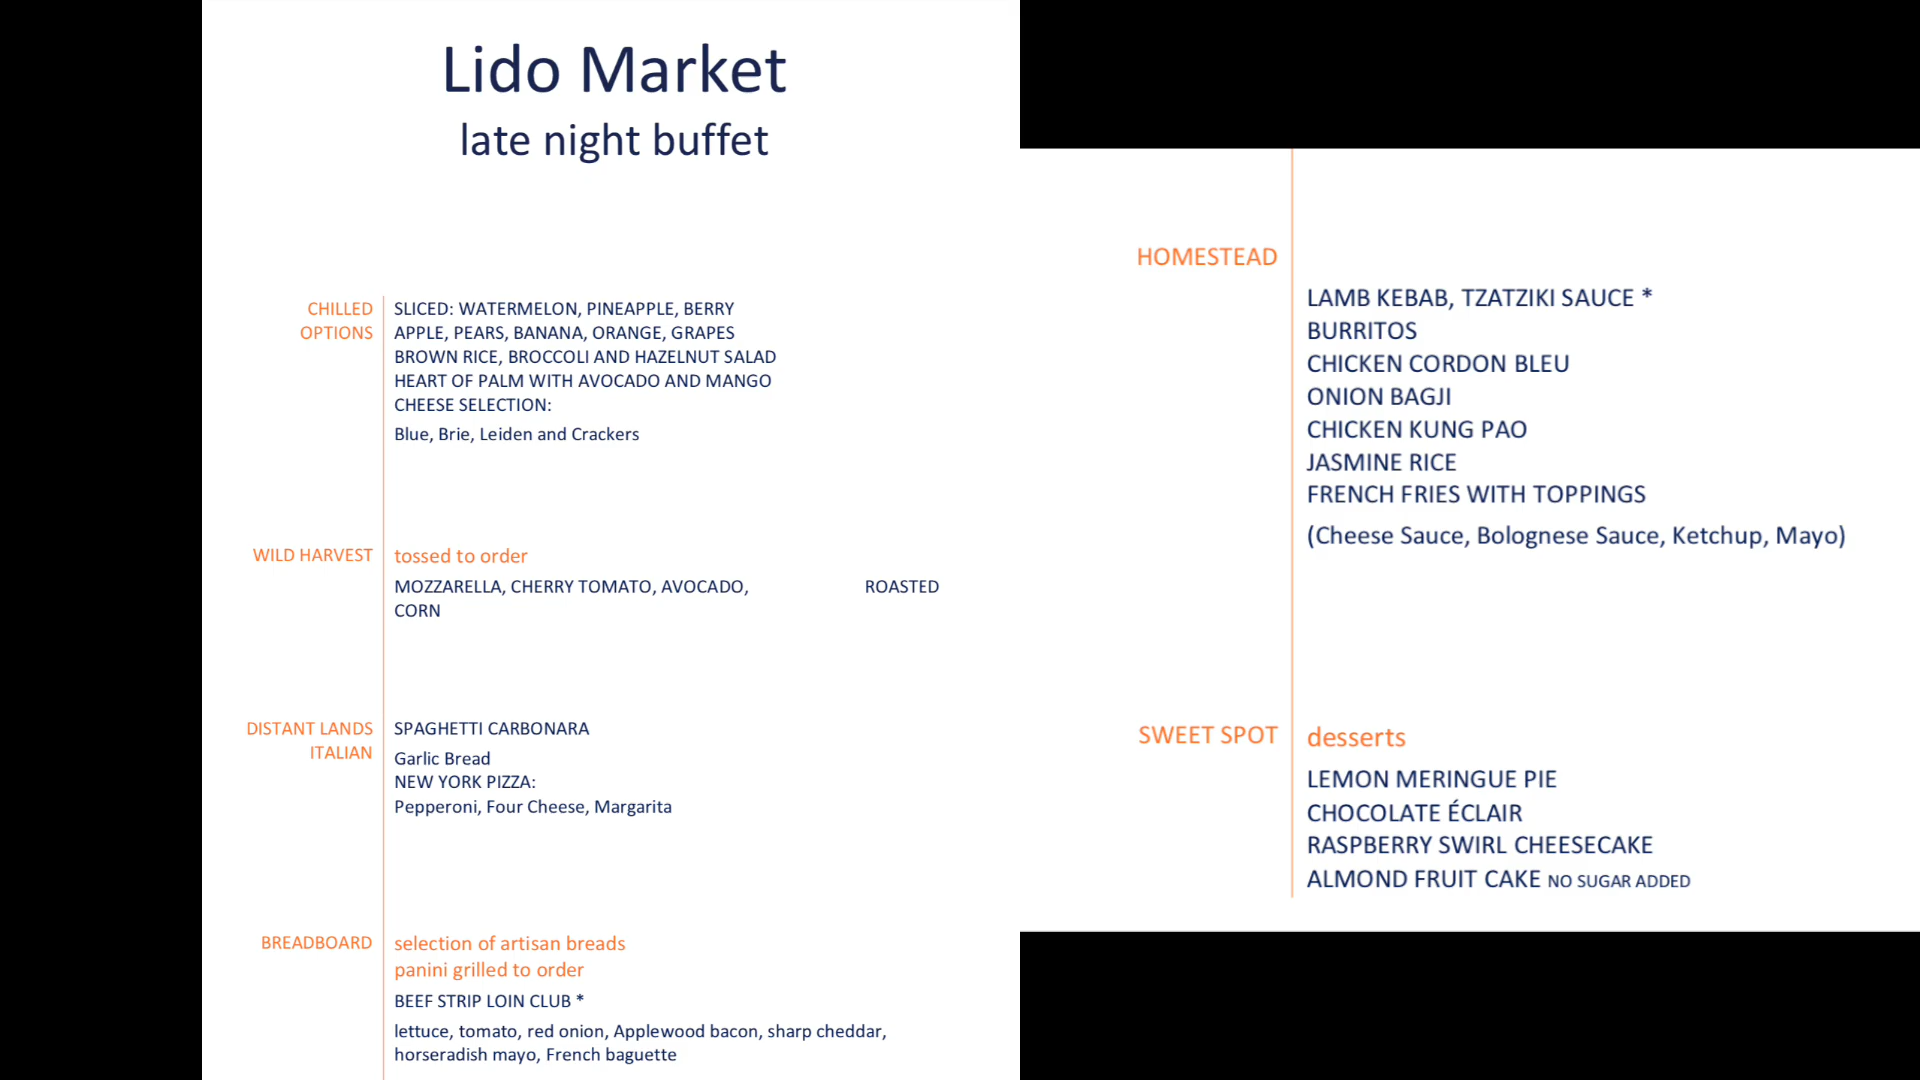 Lido Market
late night buffet
CHILLED
OPTIONS
SLICED: WATERMELON, PINEAPPLE, BERRY
APPLE, PEARS, BANANA, ORANGE, GRAPES
BROWN RICE, BROCCOLI AND HAZELNUT SALAD
HEART OF PALM WITH AVOCADO AND MANGO
CHEESE SELECTION:
Blue, Brie, Leiden and Crackers
WILD HARVEST
tossed to order
MOZZARELLA, CHERRY TOMATO, AVOCADO, ROASTED
CORN
DISTANT LANDS
ITALIAN
SPAGHETTI CARBONARA
Garlic Bread
NEW YORK PIZZA:
Pepperoni, Four Cheese, Margarita
BREADBOARD
selection of artisan breads
panini grilled to order
BEEF STRIP LOIN CLUB *
lettuce, tomato, red onion, Applewood bacon, sharp cheddar,
horseradish mayo, French baguette
HOMESTEAD
LAMB KEBAB, TZATZIKI SAUCE *
BURRITOS
CHICKEN CORDON BLEU
ONION BAGJI
CHICKEN KUNG PAO
JASMINE RICE
FRENCH FRIES WITH TOPPINGS
(Cheese Sauce, Bolognese Sauce, Ketchup, Mayo)
SWEET SPOT
desserts
LEMON MERINGUE PIE
CHOCOLATE ÉCLAIR
RASPBERRY SWIRL CHEESECAKE
ALMOND FRUIT CAKE NO SUGAR ADDED